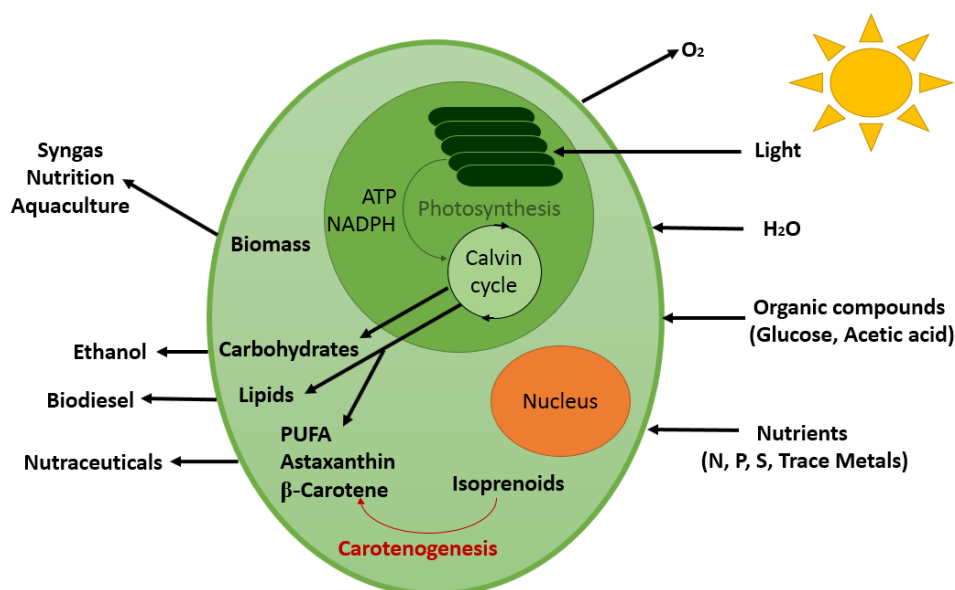 O₂
Light
Syngas
Nutrition
Aquaculture
ATP
NADPH
Photosynthesis
H₂O
Biomass
Calvin
cycle
Organic compounds
(Glucose, Acetic acid)
Ethanol
Carbohydrates
Biodiesel
Lipids
Nucleus
PUFA
Astaxanthin
β-Carotene
Nutrients
(N, P, S, Trace Metals)
Nutraceuticals
Isoprenoids
Carotenogenesis